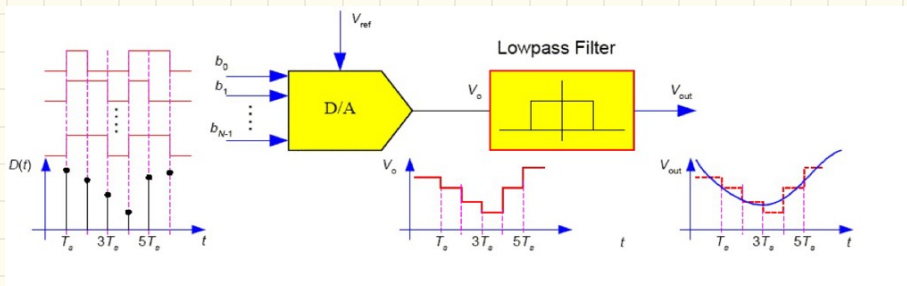 V_ref
Lowpass Filter
b_0
b_1
b_N-1
D/A
V_o
V_out
D(t)
T_s 3T_s 5T_s t
V_o
T_s 3T_s 5T_s t
V_out
T_s 3T_s 5T_s t